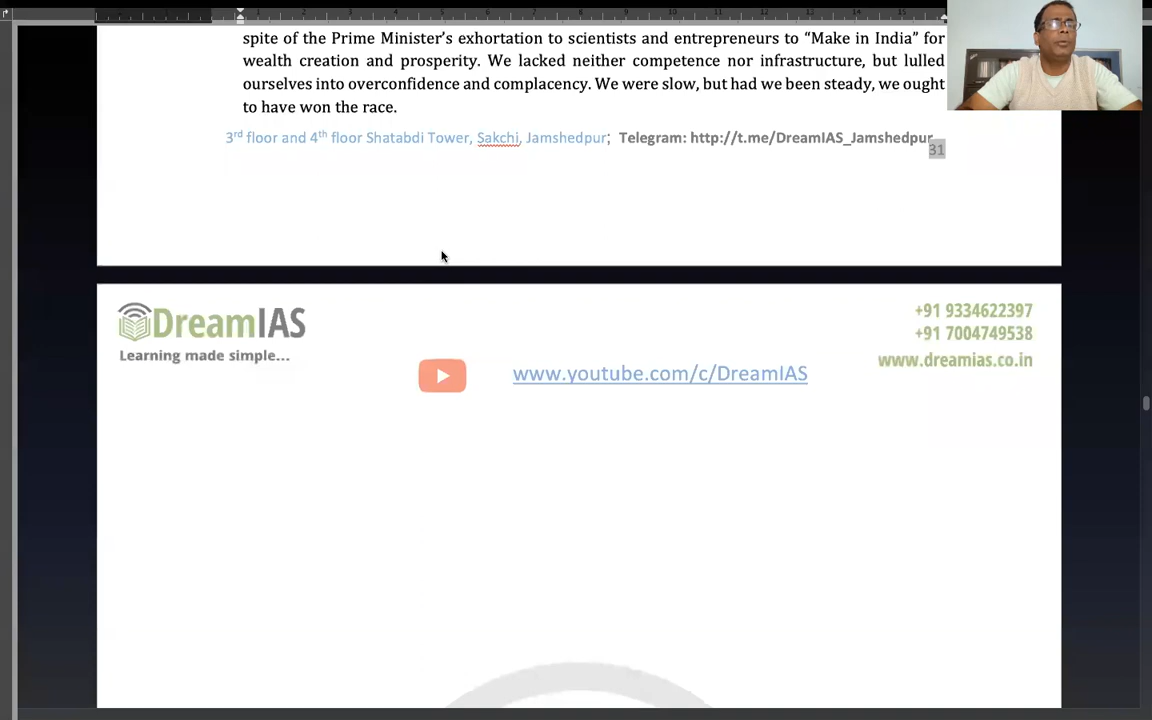 spite of the Prime Minister's exhortation to scientists and entrepreneurs to "Make in India" for
wealth creation and prosperity. We lacked neither competence nor infrastructure, but lulled
ourselves into overconfidence and complacency. We were slow, but had we been steady, we ought
to have won the race.
3rd floor and 4th floor Shatabdi Tower, Sakchi, Jamshedpur; Telegram: http://t.me/DreamIAS_Jamshedpur
31
DreamIAS
Learning made simple...
www.youtube.com/c/DreamIAS
+91 9334622397
+91 7004749538
www.dreamias.co.in